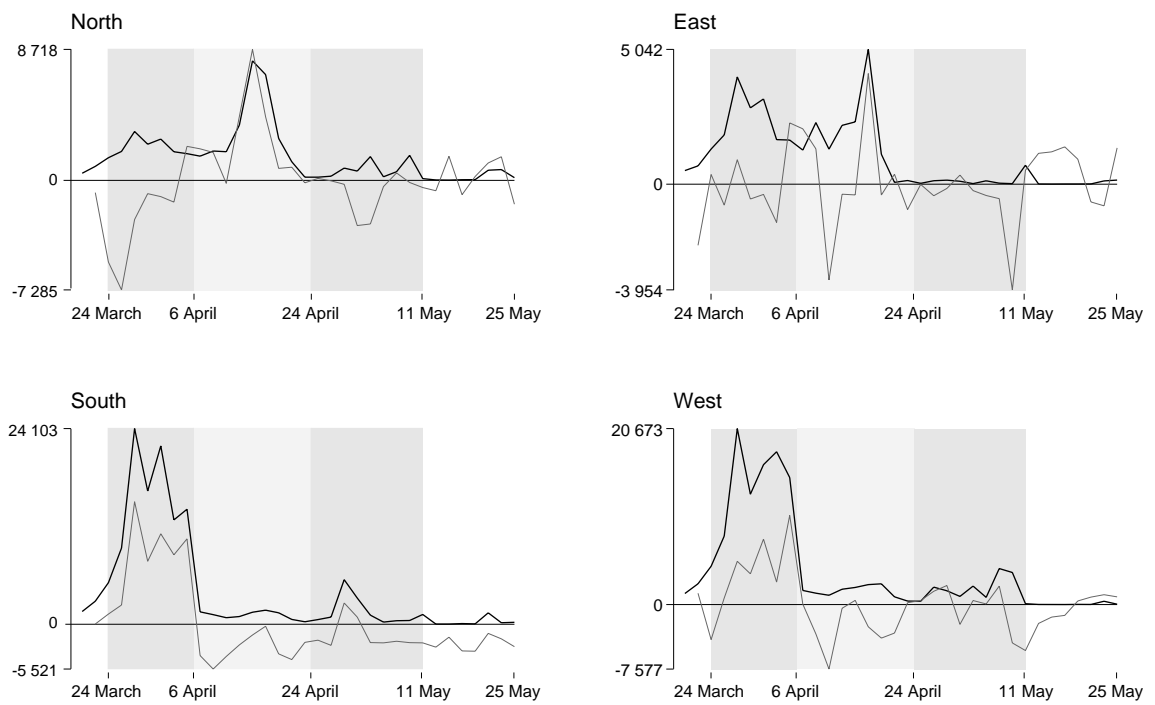 North
8 718
0
-7 285
24 March 6 April 24 April 11 May 25 May
East
5 042
0
-3 954
24 March 6 April 24 April 11 May 25 May
South
24 103
0
-5 521
24 March 6 April 24 April 11 May 25 May
West
20 673
0
-7 577
24 March 6 April 24 April 11 May 25 May